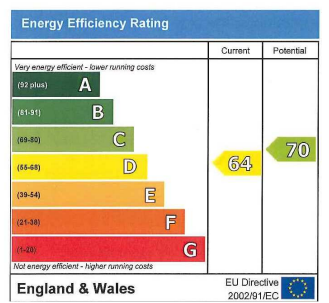 Energy Efficiency Rating
Current Potential
Very energy efficient - lower running costs
(92 plus) A
(81-91) B
(69-80) C
(55-68) D
(39-54) E
(21-38) F
(1-20) G
64
70
Not energy efficient - higher running costs
England & Wales
EU Directive
2002/91/EC